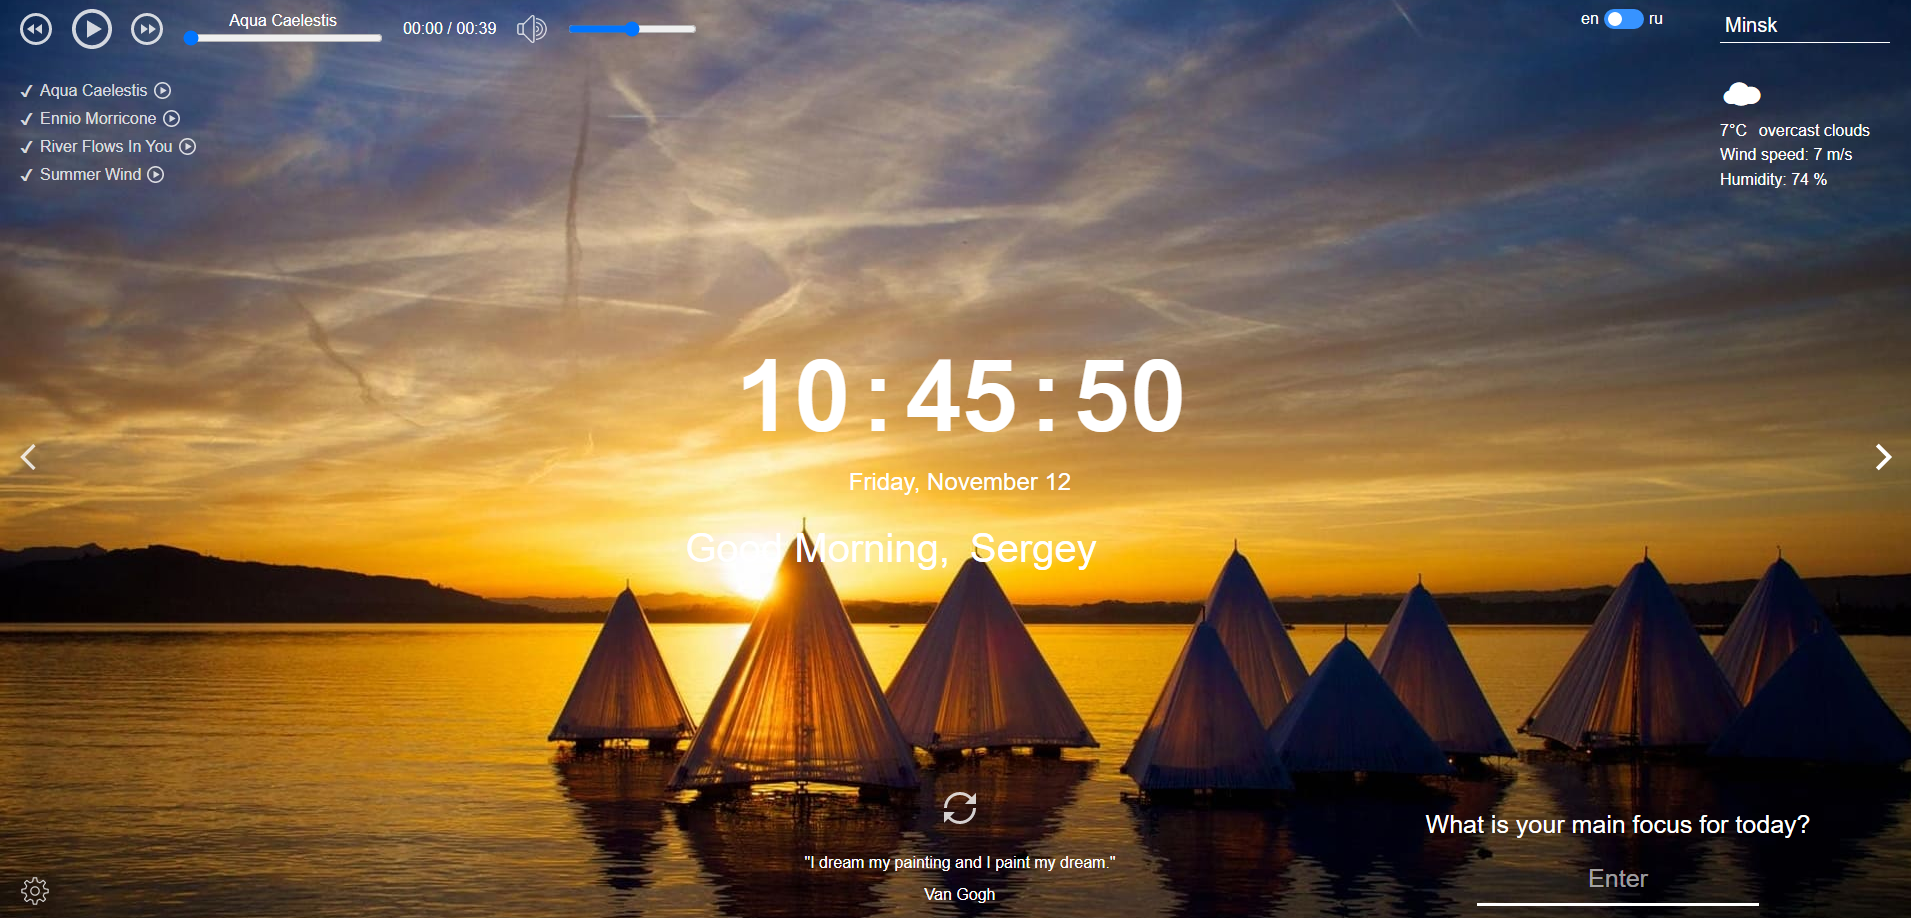 Aqua Caelestis
00:00 / 00:39
en ru
Minsk
Aqua Caelestis
Ennio Morricone
River Flows In You
Summer Wind
7°C overcast clouds
Wind speed: 7 m/s
Humidity: 74 %
10:45:50
Friday, November 12
Good Morning, Sergey
"I dream my painting and I paint my dream."
Van Gogh
What is your main focus for today?
Enter